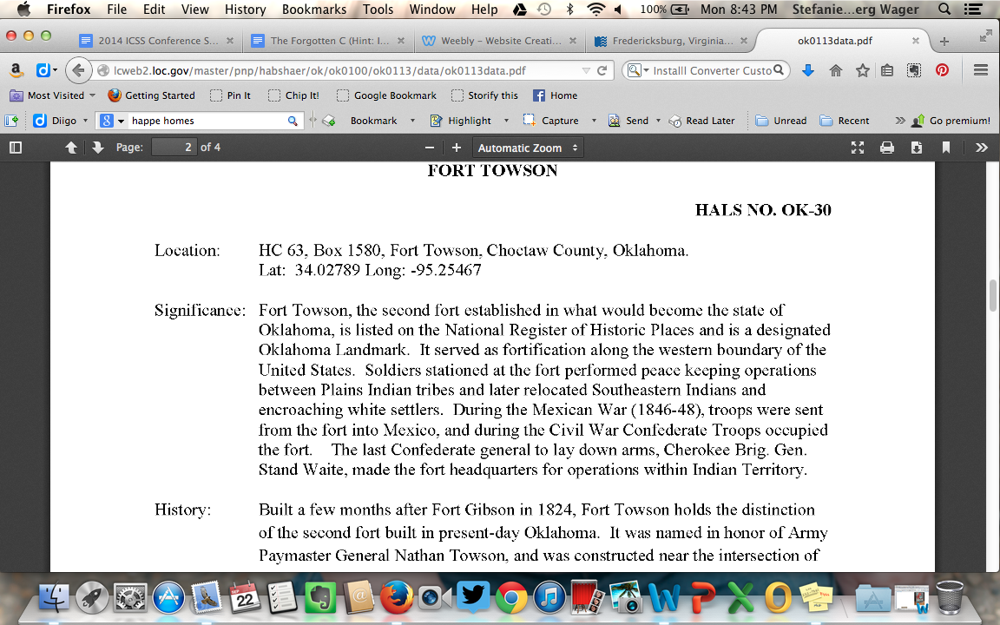 Firefox File Edit View History Bookmarks Tools Window Help 100% Mon 8:43 PM Stefanie...erg Wager
2014 ICSS Conference S... The Forgotten C (Hint: I... Weebly – Website Creati... Fredericksburg, Virginia... ok0113data.pdf
lcweb2.loc.gov/master/pnp/habshaer/ok/ok0100/ok0113/data/ok0113data.pdf Installl Converter Custo
Most Visited Getting Started Pin It Chip It! Google Bookmark Storify this Home
Diigo happe homes Bookmark Highlight Capture Send Read Later Unread Recent Go premium!
Page: 2 of 4 Automatic Zoom
FORT TOWSON
HALS NO. OK-30
Location: HC 63, Box 1580, Fort Towson, Choctaw County, Oklahoma.
Lat: 34.02789 Long: -95.25467
Significance: Fort Towson, the second fort established in what would become the state of
Oklahoma, is listed on the National Register of Historic Places and is a designated
Oklahoma Landmark. It served as fortification along the western boundary of the
United States. Soldiers stationed at the fort performed peace keeping operations
between Plains Indian tribes and later relocated Southeastern Indians and
encroaching white settlers. During the Mexican War (1846-48), troops were sent
from the fort into Mexico, and during the Civil War Confederate Troops occupied
the fort. The last Confederate general to lay down arms, Cherokee Brig. Gen.
Stand Waite, made the fort headquarters for operations within Indian Territory.
History: Built a few months after Fort Gibson in 1824, Fort Towson holds the distinction
of the second fort built in present-day Oklahoma. It was named in honor of Army
Paymaster General Nathan Towson, and was constructed near the intersection of
SEP
22